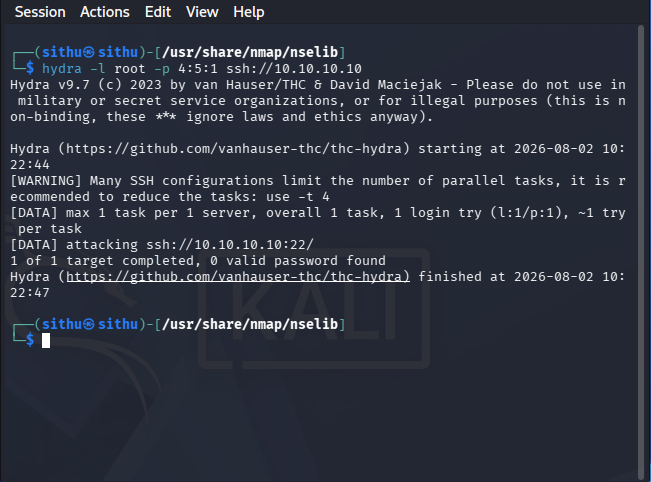 Session Actions Edit View Help
┌──(sithu㉿sithu)-[/usr/share/nmap/nselib]
└─$ hydra -l root -p 4:5:1 ssh://10.10.10.10
Hydra v9.7 (c) 2023 by van Hauser/THC & David Maciejak - Please do not use in
 military or secret service organizations, or for illegal purposes (this is n
on-binding, these *** ignore laws and ethics anyway).
Hydra (https://github.com/vanhauser-thc/thc-hydra) starting at 2026-08-02 10:
22:44
[WARNING] Many SSH configurations limit the number of parallel tasks, it is r
ecommended to reduce the tasks: use -t 4
[DATA] max 1 task per 1 server, overall 1 task, 1 login try (l:1/p:1), ~1 try
 per task
[DATA] attacking ssh://10.10.10.10:22/
1 of 1 target completed, 0 valid password found
Hydra (https://github.com/vanhauser-thc/thc-hydra) finished at 2026-08-02 10:
22:47
┌──(sithu㉿sithu)-[/usr/share/nmap/nselib]
└─$
KALI